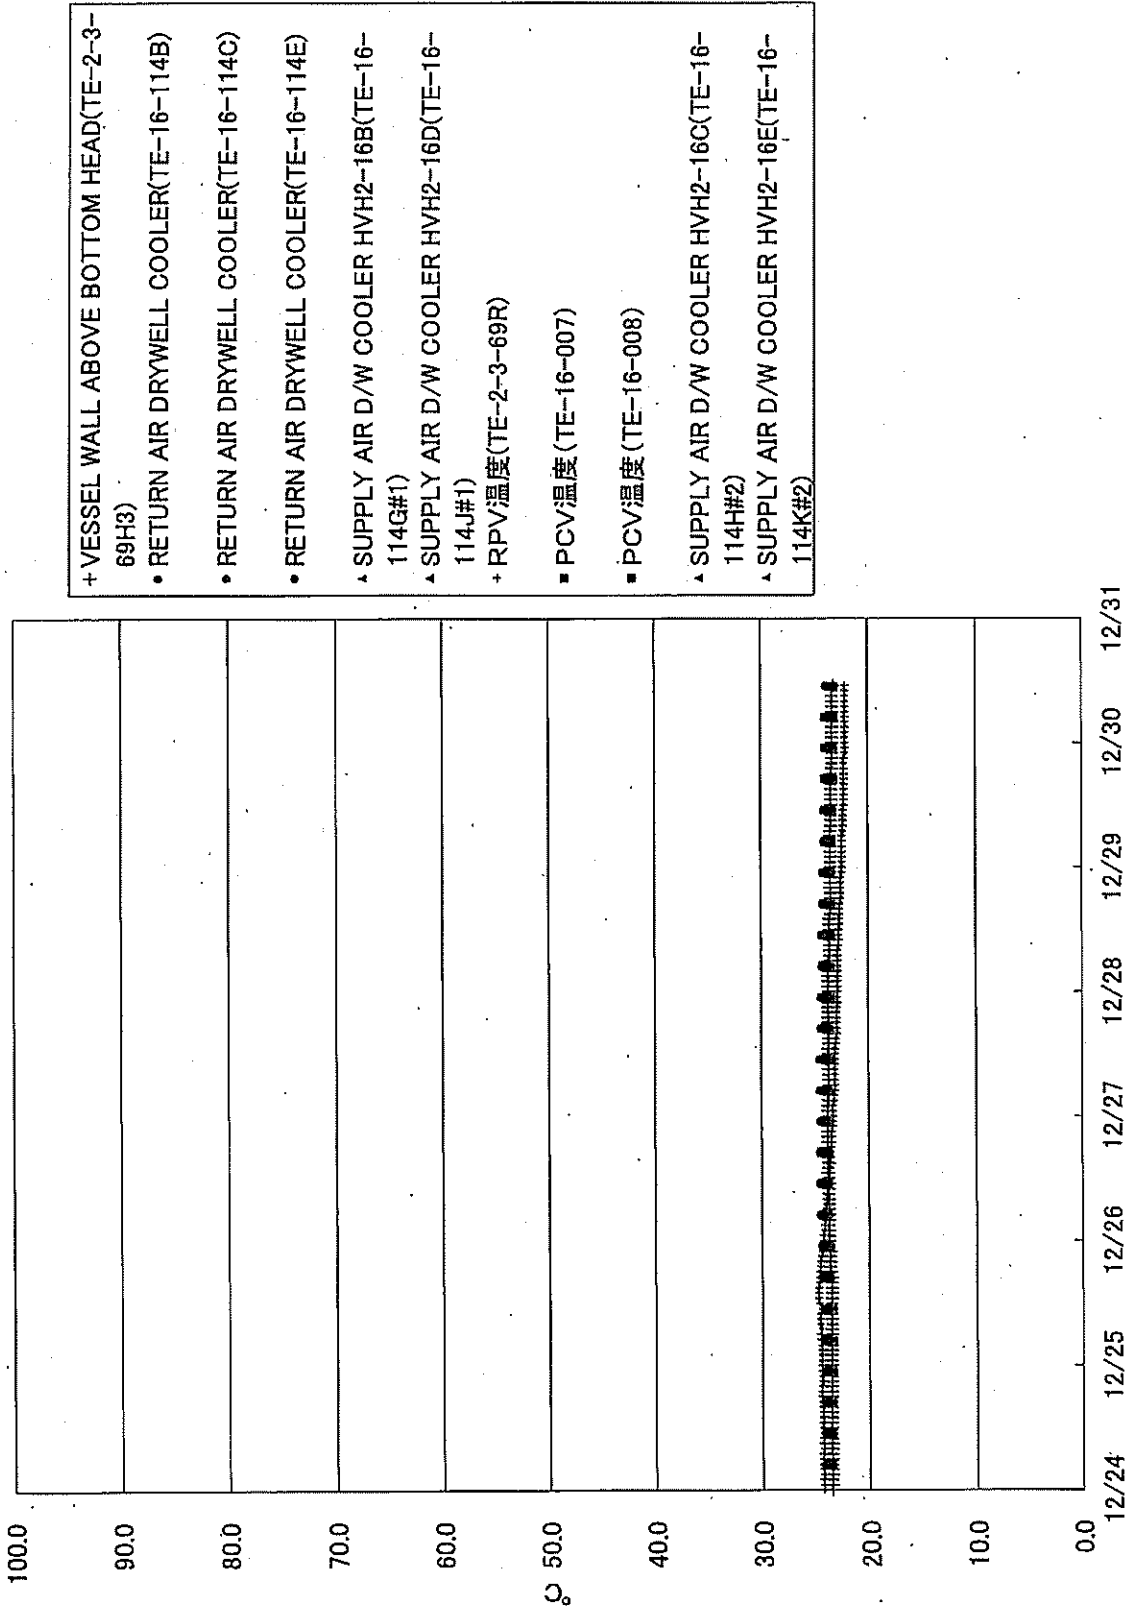 + VESSEL WALL ABOVE BOTTOM HEAD(TE-2-3-
69H3)
• RETURN AIR DRYWELL COOLER(TE-16-114B)
• RETURN AIR DRYWELL COOLER(TE-16-114C)
• RETURN AIR DRYWELL COOLER(TE-16-114E)
▲ SUPPLY AIR D/W COOLER HVH2-16B(TE-16-
114G#1)
▲ SUPPLY AIR D/W COOLER HVH2-16D(TE-16-
114J#1)
+ RPV温度(TE-2-3-69R)
■ PCV温度(TE-16-007)
■ PCV温度(TE-16-008)
▲ SUPPLY AIR D/W COOLER HVH2-16C(TE-16-
114H#2)
▲ SUPPLY AIR D/W COOLER HVH2-16E(TE-16-
114K#2)
100.0
90.0
80.0
70.0
60.0
50.0
40.0
30.0
20.0
10.0
0.0
℃
12/24 12/25 12/26 12/27 12/28 12/29 12/30 12/31